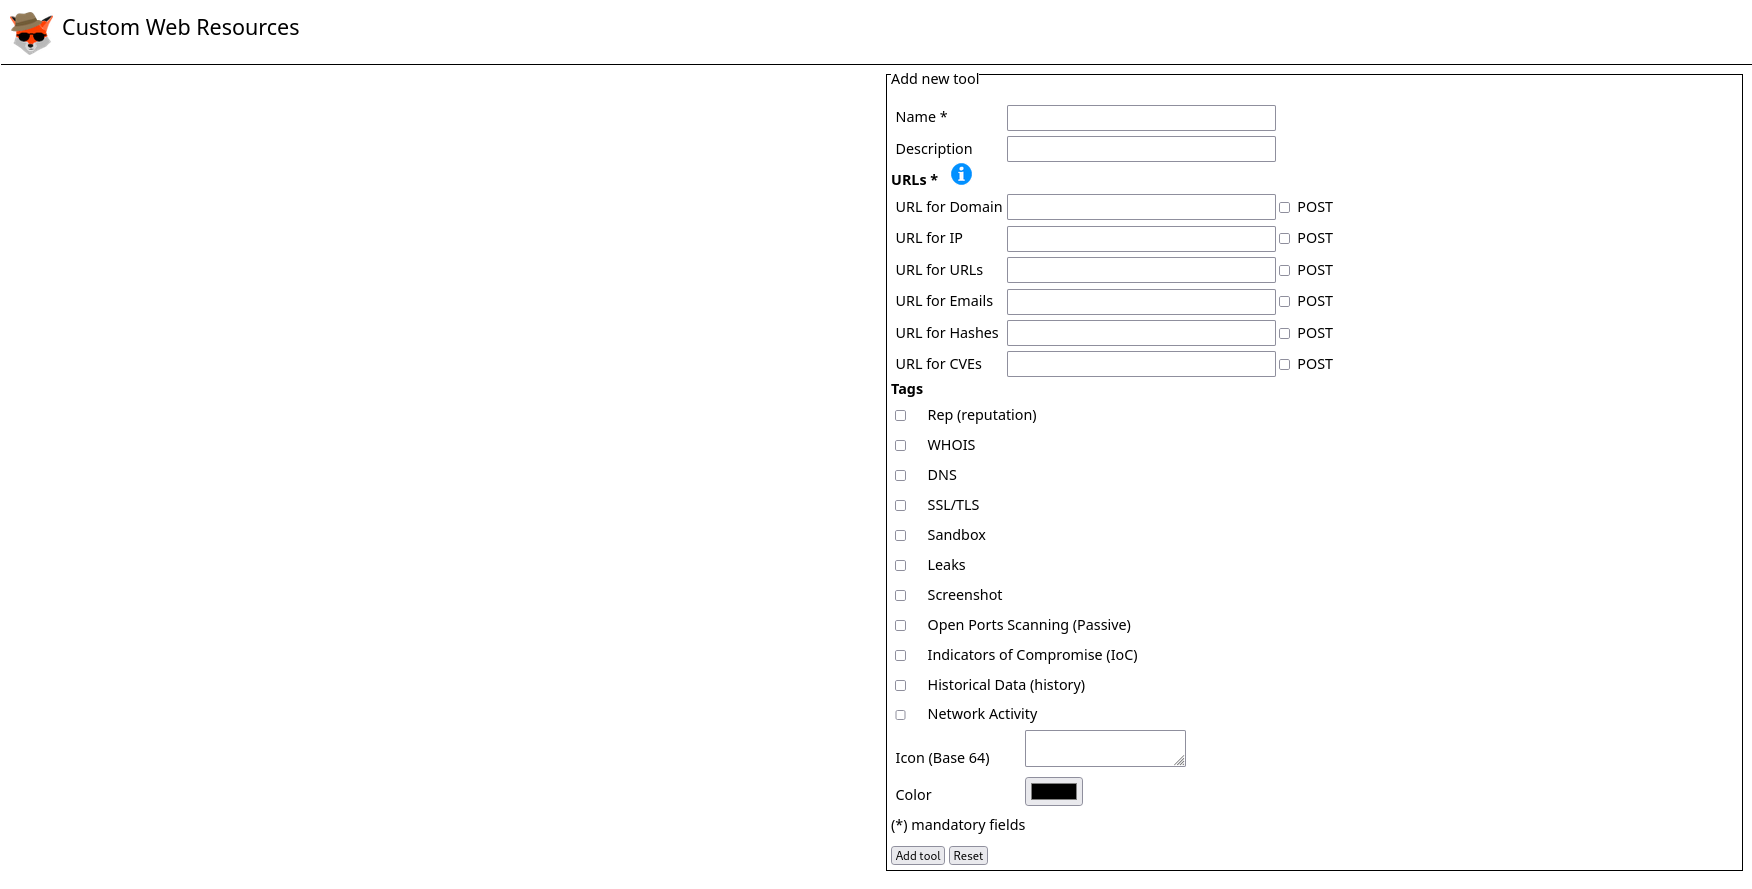 Custom Web Resources
Add new tool
Name *
Description
URLs *
URL for Domain POST
URL for IP POST
URL for URLs POST
URL for Emails POST
URL for Hashes POST
URL for CVEs POST
Tags
Rep (reputation)
WHOIS
DNS
SSL/TLS
Sandbox
Leaks
Screenshot
Open Ports Scanning (Passive)
Indicators of Compromise (IoC)
Historical Data (history)
Network Activity
Icon (Base 64)
Color
(*) mandatory fields
Add tool Reset